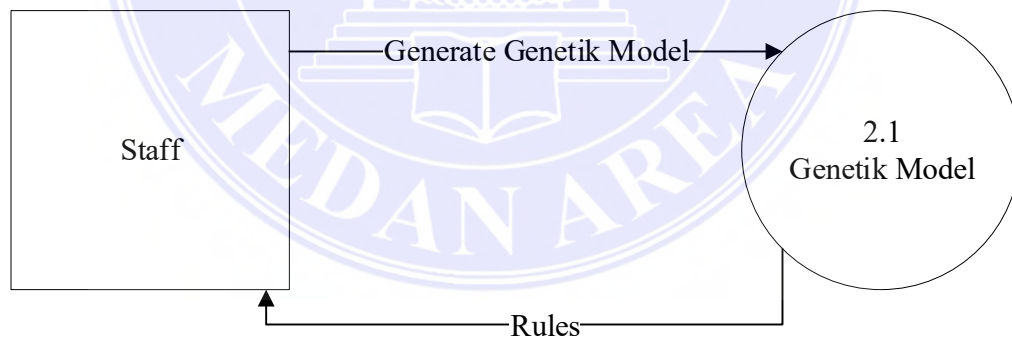 Generate Genetik Model
Staff
2.1
Genetik Model
MEDAN AREA
Rules